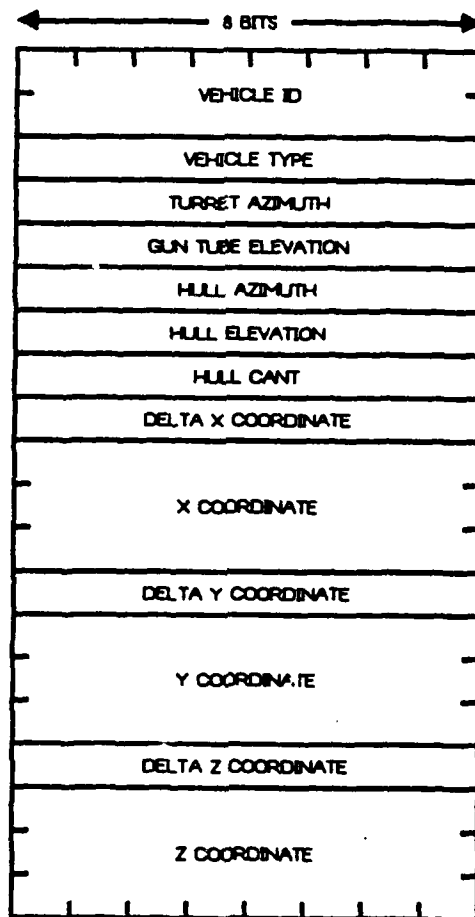 8 BITS
VEHICLE ID
VEHICLE TYPE
TURRET AZIMUTH
GUN TUBE ELEVATION
HULL AZIMUTH
HULL ELEVATION
HULL CANT
DELTA X COORDINATE
X COORDINATE
DELTA Y COORDINATE
Y COORDINATE
DELTA Z COORDINATE
Z COORDINATE